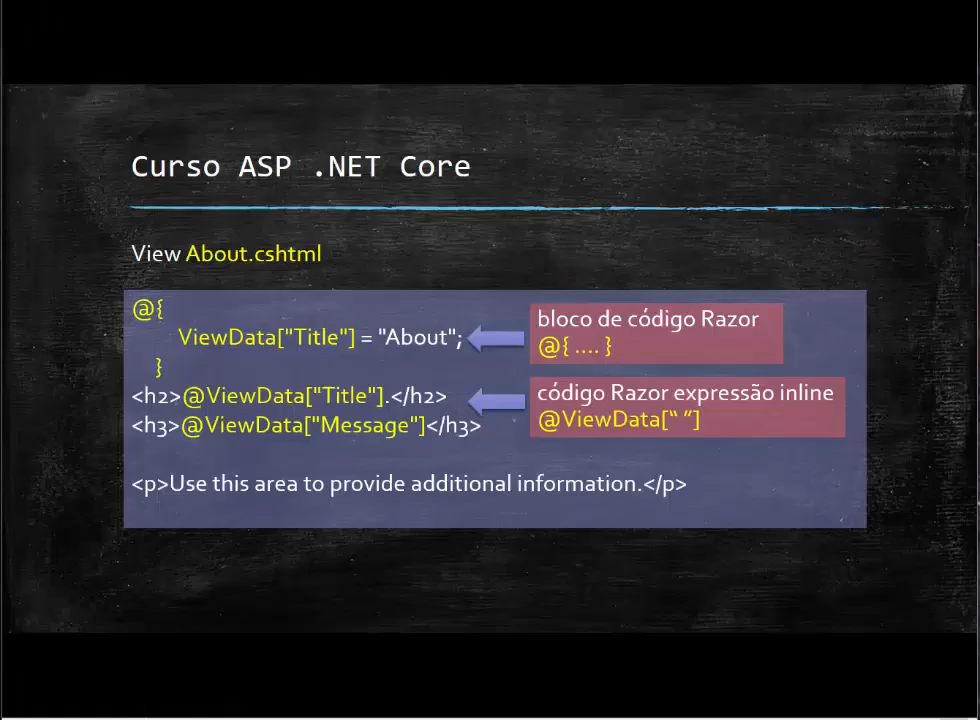 Curso ASP .NET Core
View About.cshtml
@{
ViewData["Title"] = "About";
}
<h2>@ViewData["Title"].</h2>
<h3>@ViewData["Message"]</h3>
<p>Use this area to provide additional information.</p>
bloco de código Razor
@{ .... }
código Razor expressão inline
@ViewData[“ ”]